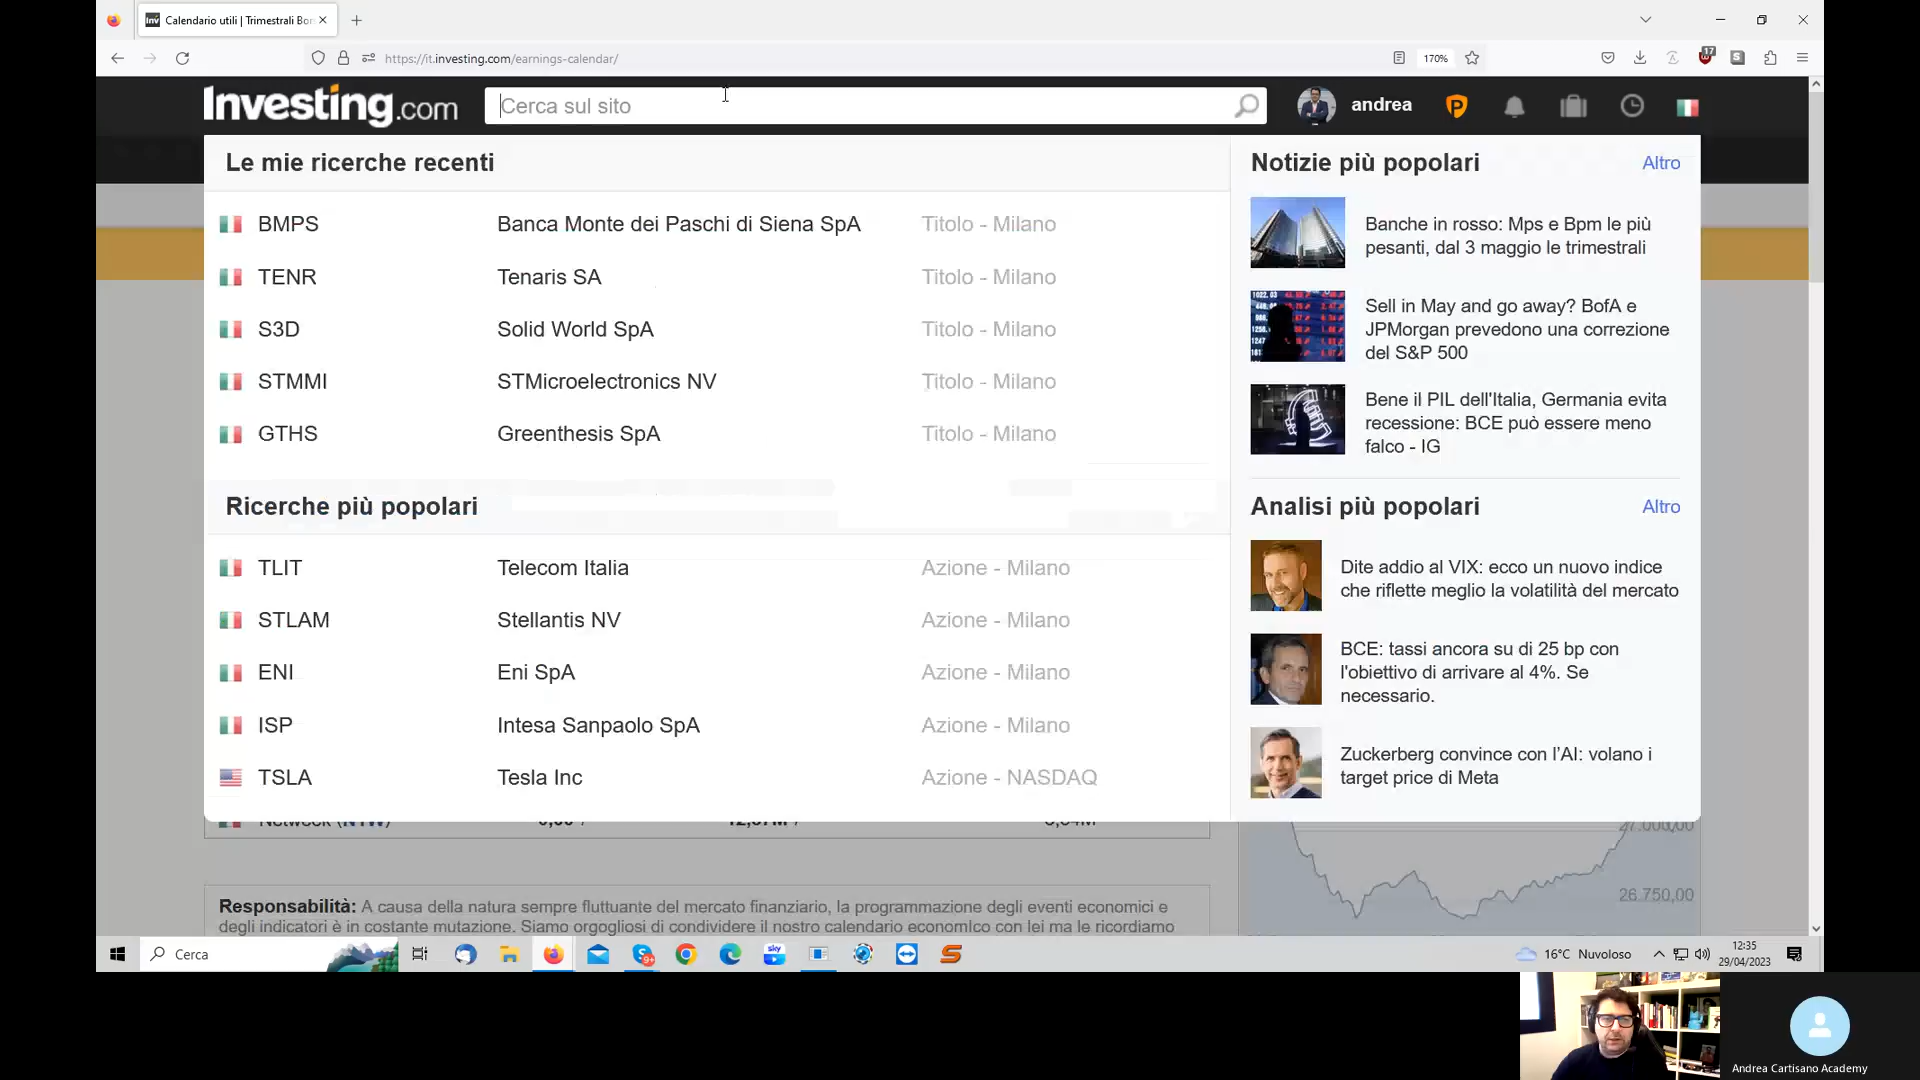 Calendario utili | Trimestrali Bor
https://it.investing.com/earnings-calendar/
170%
17
Investing.com
Cerca sul sito
andrea
Le mie ricerche recenti
BMPS Banca Monte dei Paschi di Siena SpA Titolo - Milano
TENR Tenaris SA Titolo - Milano
S3D Solid World SpA Titolo - Milano
STMMI STMicroelectronics NV Titolo - Milano
GTHS Greenthesis SpA Titolo - Milano
Ricerche più popolari
TLIT Telecom Italia Azione - Milano
STLAM Stellantis NV Azione - Milano
ENI Eni SpA Azione - Milano
ISP Intesa Sanpaolo SpA Azione - Milano
TSLA Tesla Inc Azione - NASDAQ
Notizie più popolari Altro
Banche in rosso: Mps e Bpm le più
pesanti, dal 3 maggio le trimestrali
Sell in May and go away? BofA e
JPMorgan prevedono una correzione
del S&P 500
Bene il PIL dell'Italia, Germania evita
recessione: BCE può essere meno
falco - IG
Analisi più popolari Altro
Dite addio al VIX: ecco un nuovo indice
che riflette meglio la volatilità del mercato
BCE: tassi ancora su di 25 bp con
l'obiettivo di arrivare al 4%. Se
necessario.
Zuckerberg convince con l'AI: volano i
target price di Meta
27.000,00
26.750,00
Responsabilità: A causa della natura sempre fluttuante del mercato finanziario, la programmazione degli eventi economici e
degli indicatori è in costante mutazione. Siamo orgogliosi di condividere il nostro calendario economico con lei ma le ricordiamo
Cerca
sky
9+
16°C Nuvoloso
12:35
29/04/2023
Andrea Cartisano Academy